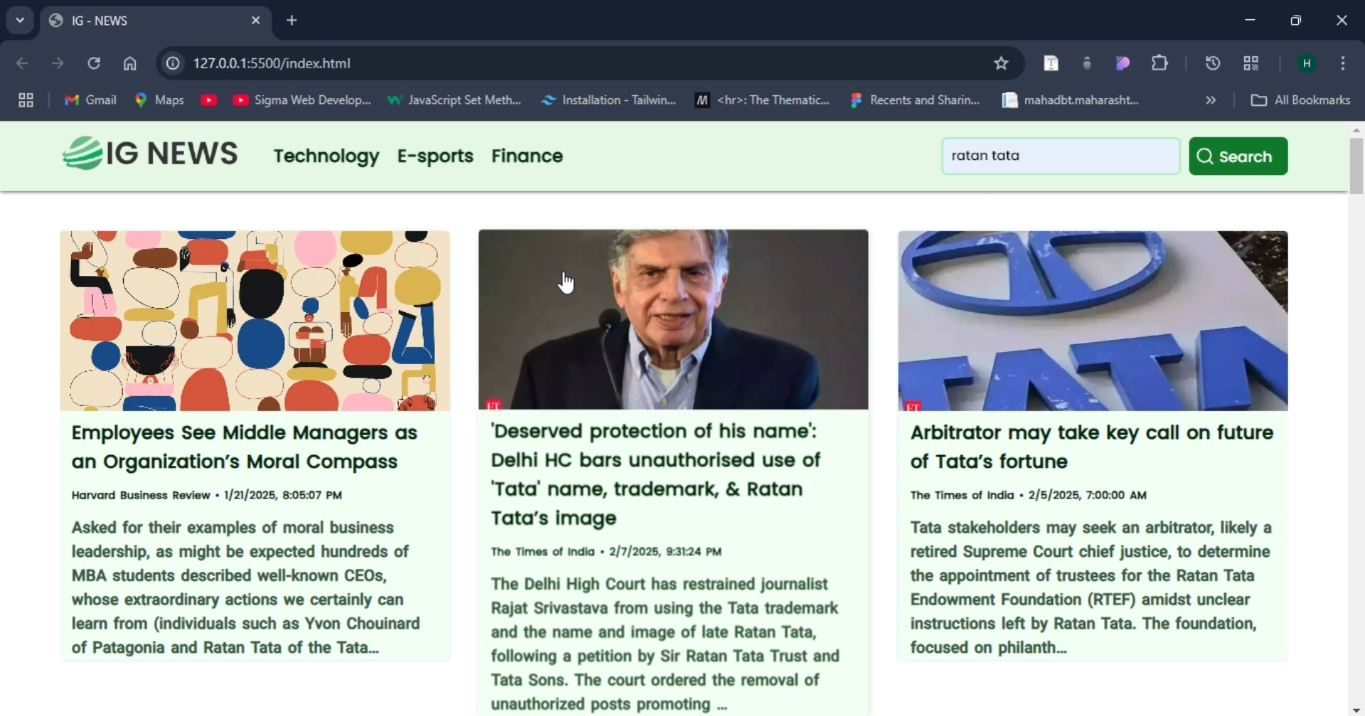 IG - NEWS
127.0.0.1:5500/index.html
H
Gmail
Maps
Sigma Web Develop...
JavaScript Set Meth...
Installation - Tailwin...
<hr>: The Thematic...
Recents and Sharin...
mahadbt.maharasht...
All Bookmarks
IG NEWS
Technology
E-sports
Finance
ratan tata
Search
Employees See Middle Managers as
an Organization's Moral Compass
Harvard Business Review • 1/21/2025, 8:05:07 PM
Asked for their examples of moral business
leadership, as might be expected hundreds of
MBA students described well-known CEOs,
whose extraordinary actions we certainly can
learn from (individuals such as Yvon Chouinard
of Patagonia and Ratan Tata of the Tata...
ET
'Deserved protection of his name':
Delhi HC bars unauthorised use of
'Tata' name, trademark, & Ratan
Tata's image
The Times of India • 2/7/2025, 9:31:24 PM
The Delhi High Court has restrained journalist
Rajat Srivastava from using the Tata trademark
and the name and image of late Ratan Tata,
following a petition by Sir Ratan Tata Trust and
Tata Sons. The court ordered the removal of
unauthorized posts promoting ...
TATA
ET
Arbitrator may take key call on future
of Tata's fortune
The Times of India • 2/5/2025, 7:00:00 AM
Tata stakeholders may seek an arbitrator, likely a
retired Supreme Court chief justice, to determine
the appointment of trustees for the Ratan Tata
Endowment Foundation (RTEF) amidst unclear
instructions left by Ratan Tata. The foundation,
focused on philanth...